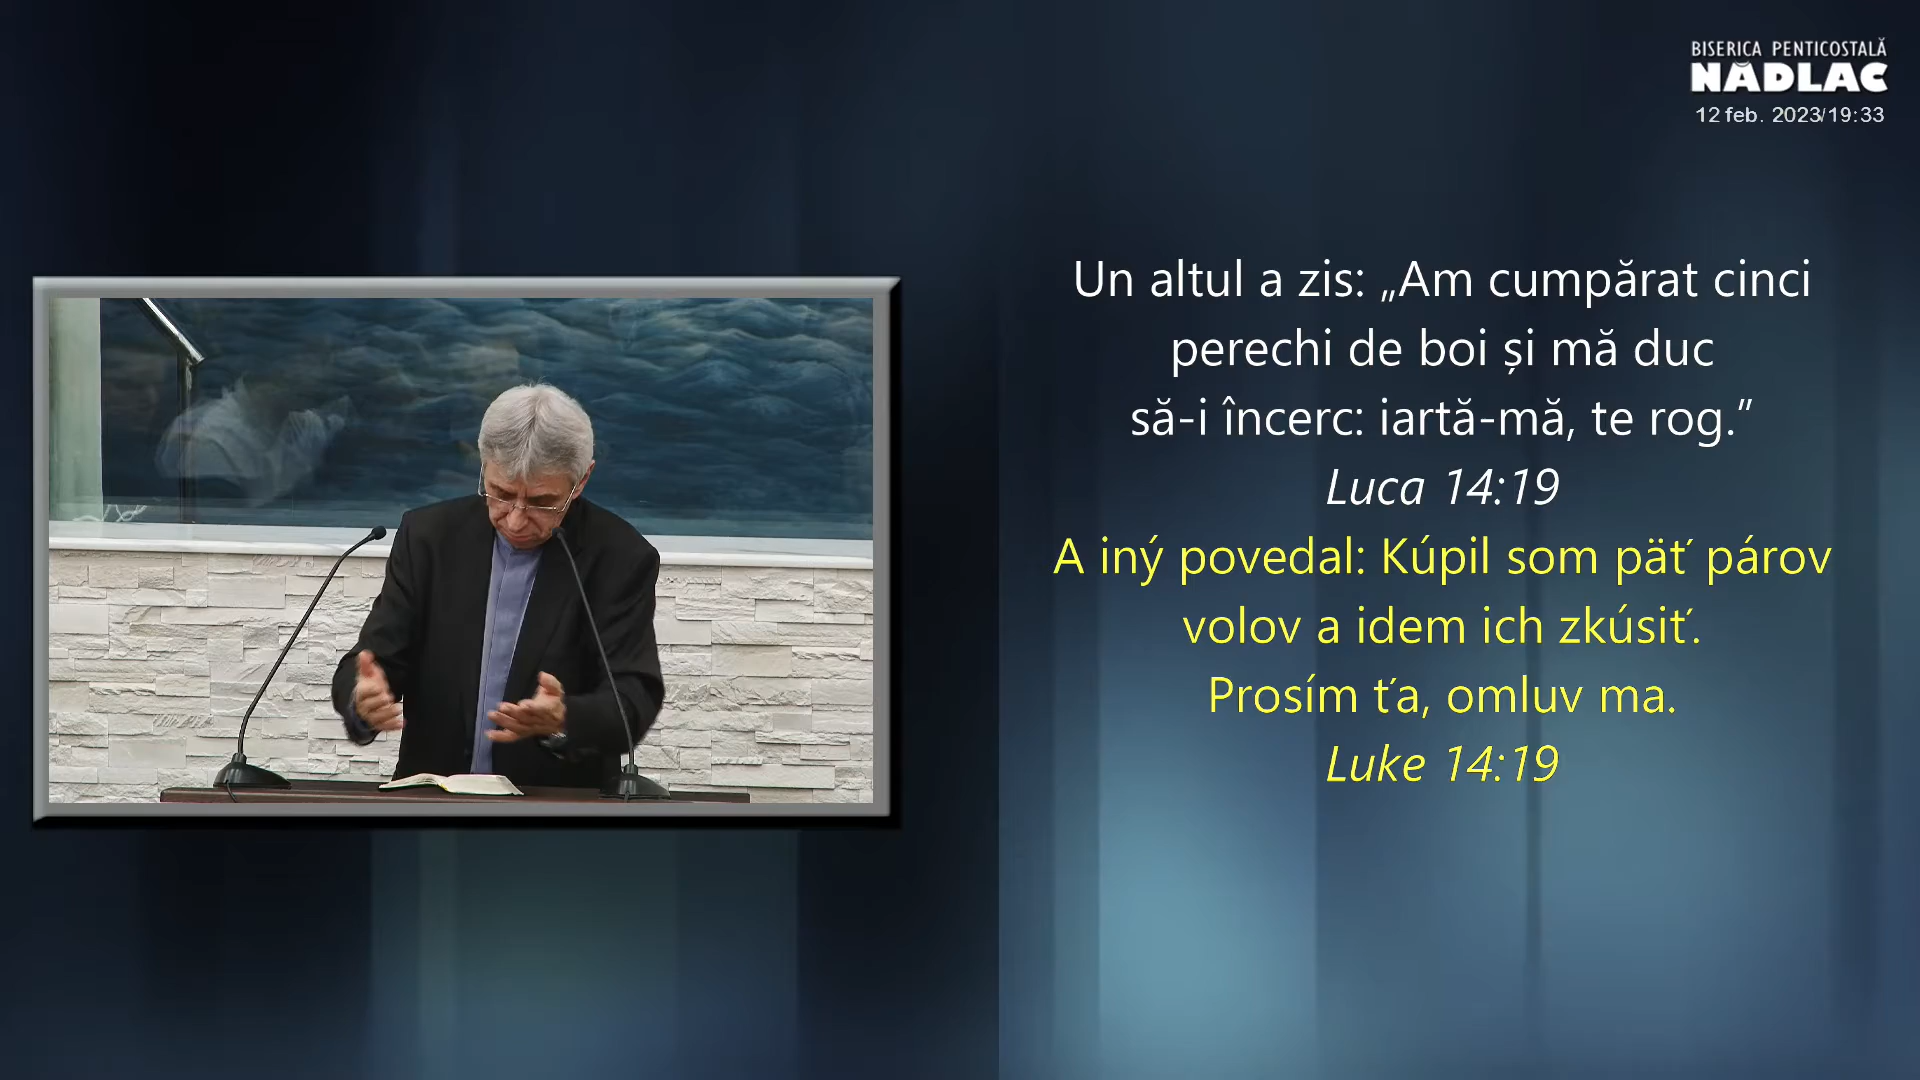 BISERICA PENTICOSTALĂ
NĂDLAC
12 feb. 2023/19:33
Un altul a zis: „Am cumpărat cinci
perechi de boi și mă duc
să-i încerc: iartă-mă, te rog.”
Luca 14:19
A iný povedal: Kúpil som päť párov
volov a idem ich zkúsiť.
Prosím ťa, omluv ma.
Luke 14:19